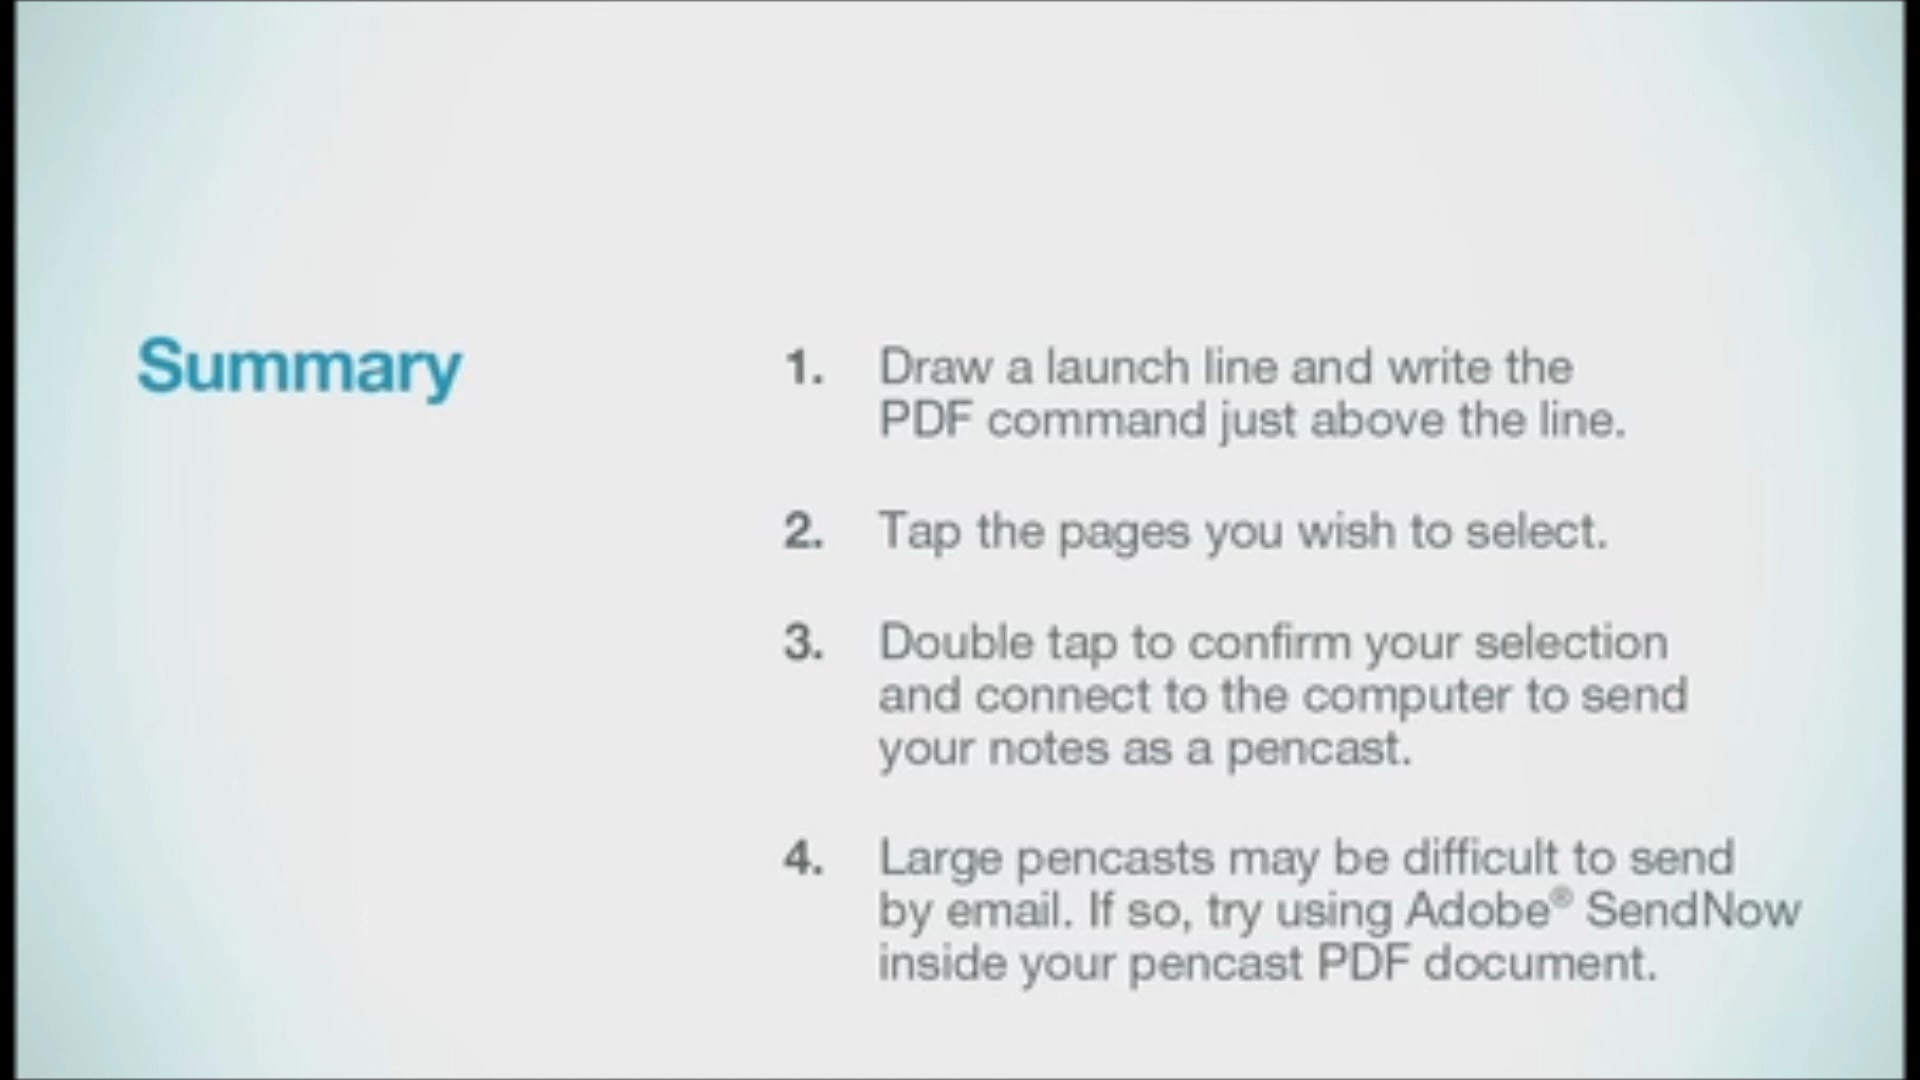 Summary
1. Draw a launch line and write the
PDF command just above the line.
2. Tap the pages you wish to select.
3. Double tap to confirm your selection
and connect to the computer to send
your notes as a pencast.
4. Large pencasts may be difficult to send
by email. If so, try using Adobe® SendNow
inside your pencast PDF document.